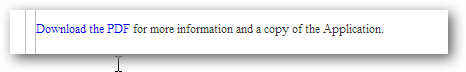 Download the PDF for more information and a copy of the Application.